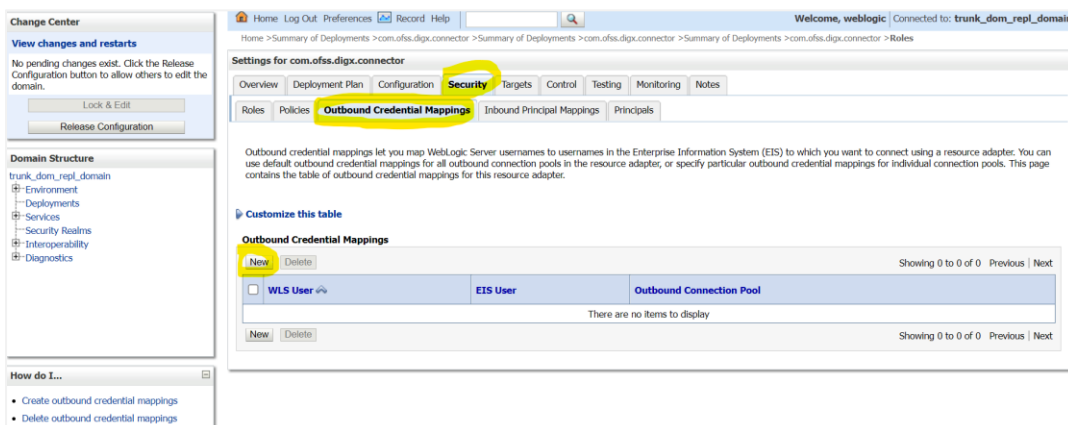 Change Center
View changes and restarts
No pending changes exist. Click the Release
Configuration button to allow others to edit the
domain.
Lock & Edit
Release Configuration
Domain Structure
trunk_dom_repl_domain
Environment
Deployments
Services
Security Realms
Interoperability
Diagnostics
How do I...
Create outbound credential mappings
Delete outbound credential mappings
Home Log Out Preferences Record Help
Welcome, weblogic Connected to: trunk_dom_repl_domain
Home >Summary of Deployments >com.ofss.digx.connector >Summary of Deployments >com.ofss.digx.connector >Summary of Deployments >com.ofss.digx.connector >Roles
Settings for com.ofss.digx.connector
Overview Deployment Plan Configuration Security Targets Control Testing Monitoring Notes
Roles Policies Outbound Credential Mappings Inbound Principal Mappings Principals
Outbound credential mappings let you map WebLogic Server usernames to usernames in the Enterprise Information System (EIS) to which you want to connect using a resource adapter. You can
use default outbound credential mappings for all outbound connection pools in the resource adapter, or specify particular outbound credential mappings for individual connection pools. This page
contains the table of outbound credential mappings for this resource adapter.
Customize this table
Outbound Credential Mappings
New Delete Showing 0 to 0 of 0 Previous | Next
WLS User EIS User Outbound Connection Pool
There are no items to display
New Delete Showing 0 to 0 of 0 Previous | Next